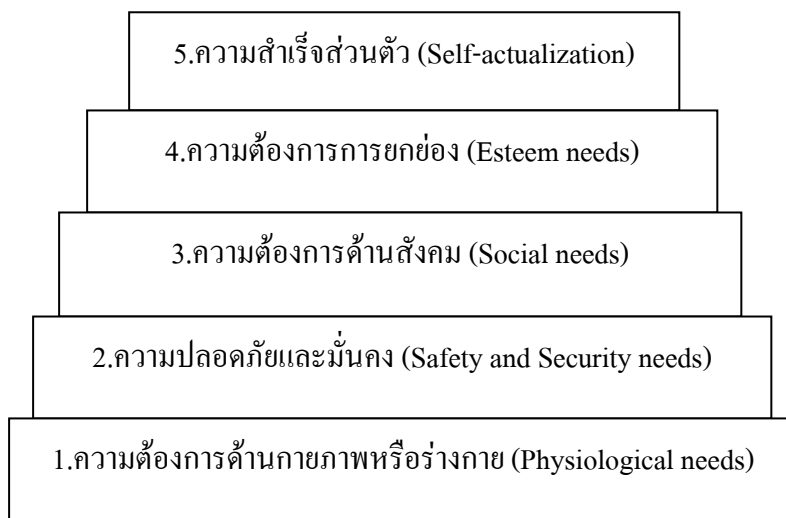 5.ความสำเร็จส่วนตัว (Self-actualization)
4.ความต้องการการยกย่อง (Esteem needs)
3.ความต้องการด้านสังคม (Social needs)
2.ความปลอดภัยและมั่นคง (Safety and Security needs)
1.ความต้องการด้านกายภาพหรือร่างกาย (Physiological needs)